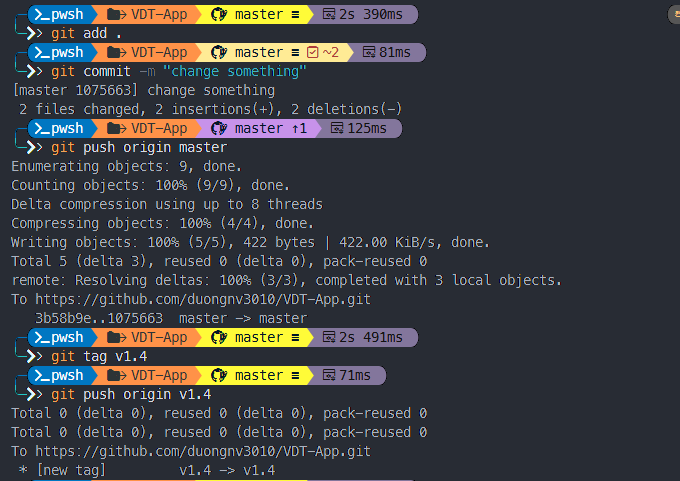 pwsh VDT-App master ≡ 2s 390ms
git add .
pwsh VDT-App master ≡ ~2 81ms
git commit -m "change something"
[master 1075663] change something
2 files changed, 2 insertions(+), 2 deletions(-)
pwsh VDT-App master ↑1 125ms
git push origin master
Enumerating objects: 9, done.
Counting objects: 100% (9/9), done.
Delta compression using up to 8 threads
Compressing objects: 100% (4/4), done.
Writing objects: 100% (5/5), 422 bytes | 422.00 KiB/s, done.
Total 5 (delta 3), reused 0 (delta 0), pack-reused 0
remote: Resolving deltas: 100% (3/3), completed with 3 local objects.
To https://github.com/duongnv3010/VDT-App.git
3b58b9e..1075663  master -> master
pwsh VDT-App master ≡ 2s 491ms
git tag v1.4
pwsh VDT-App master ≡ 71ms
git push origin v1.4
Total 0 (delta 0), reused 0 (delta 0), pack-reused 0
Total 0 (delta 0), reused 0 (delta 0), pack-reused 0
To https://github.com/duongnv3010/VDT-App.git
* [new tag]         v1.4 -> v1.4